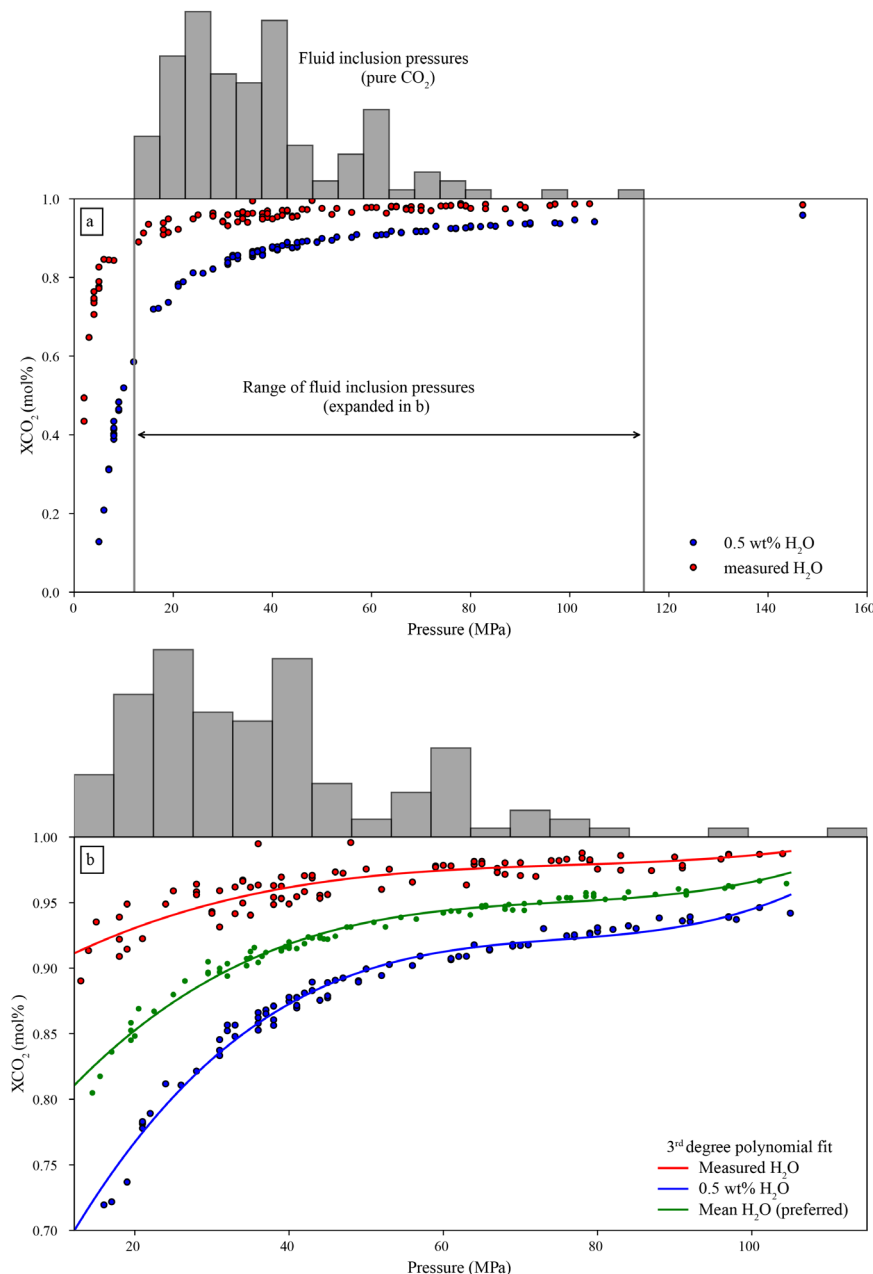 Fluid inclusion pressures
(pure CO₂)
a
1.0
0.8
0.6
0.4
0.2
0.0
XCO₂ (mol% )
Range of fluid inclusion pressures
(expanded in b)
0.5 wt% H₂O
measured H₂O
0 20 40 60 80 100 120 140 160
Pressure (MPa)
b
1.00
0.95
0.90
0.85
0.80
0.75
0.70
XCO₂ (mol% )
3ʳᵈ degree polynomial fit
Measured H₂O
0.5 wt% H₂O
Mean H₂O (preferred)
20 40 60 80 100
Pressure (MPa)